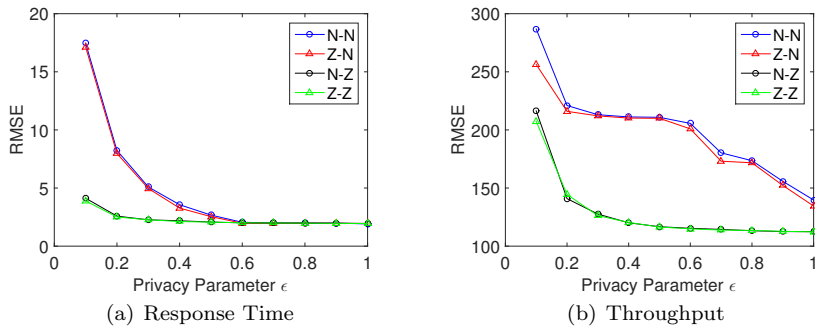 20
15
10
5
0
RMSE
0
0.2
0.4
0.6
0.8
1
Privacy Parameter ϵ
N-N
Z-N
N-Z
Z-Z
(a) Response Time
300
250
200
150
100
RMSE
0
0.2
0.4
0.6
0.8
1
Privacy Parameter ϵ
N-N
Z-N
N-Z
Z-Z
(b) Throughput